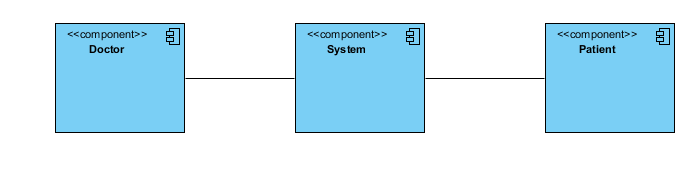 <<component>>
Doctor
<<component>>
System
<<component>>
Patient